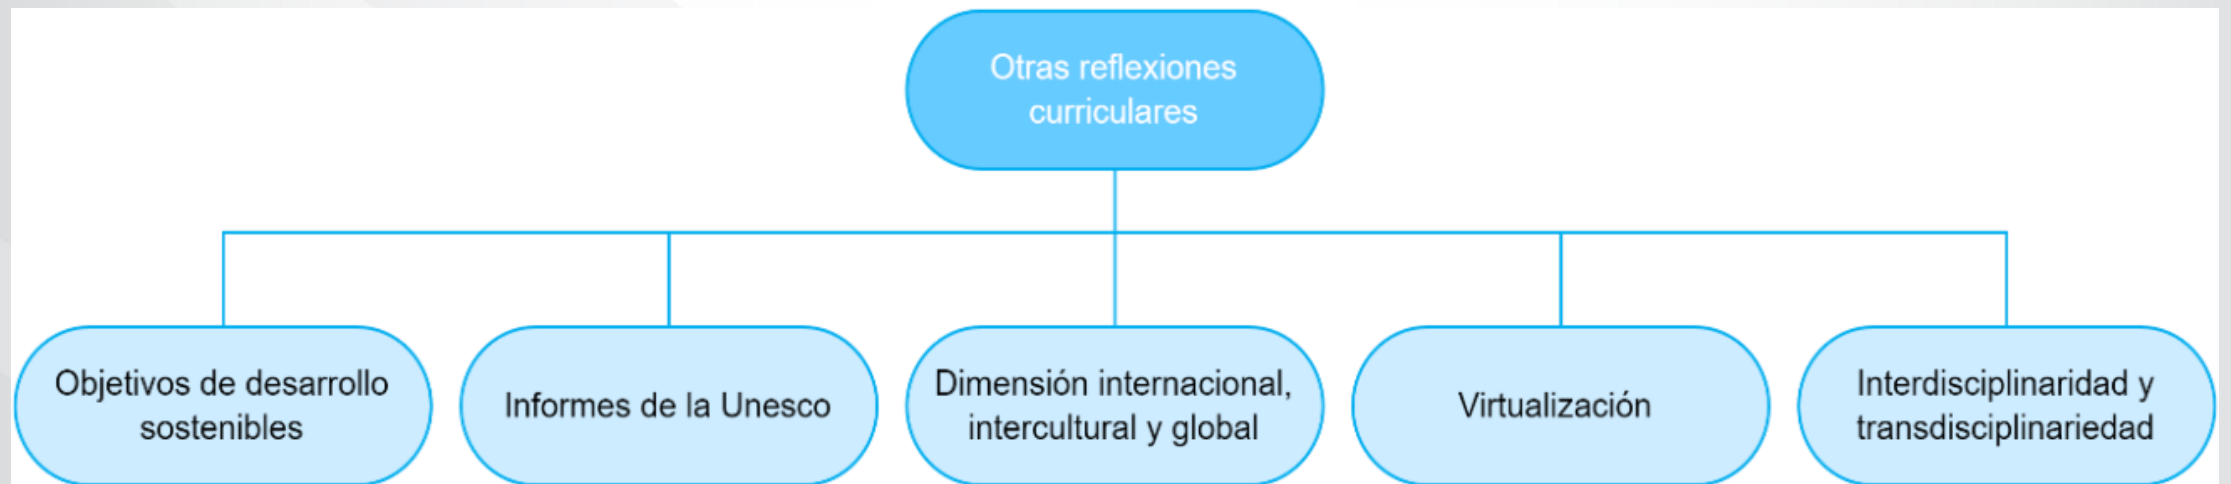 Otras reflexiones
curriculares
Objetivos de desarrollo
sostenibles
Informes de la Unesco
Dimensión internacional,
intercultural y global
Virtualización
Interdisciplinaridad y
transdisciplinariedad